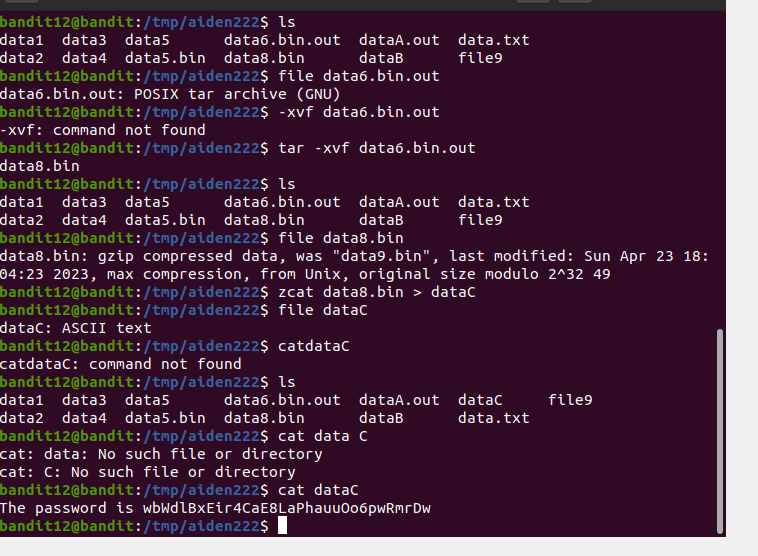 bandit12@bandit:/tmp/aiden222$ ls
data1  data3  data5      data6.bin.out  dataA.out  data.txt
data2  data4  data5.bin  data8.bin      dataB      file9
bandit12@bandit:/tmp/aiden222$ file data6.bin.out
data6.bin.out: POSIX tar archive (GNU)
bandit12@bandit:/tmp/aiden222$ -xvf data6.bin.out
-xvf: command not found
bandit12@bandit:/tmp/aiden222$ tar -xvf data6.bin.out
data8.bin
bandit12@bandit:/tmp/aiden222$ ls
data1  data3  data5      data6.bin.out  dataA.out  data.txt
data2  data4  data5.bin  data8.bin      dataB      file9
bandit12@bandit:/tmp/aiden222$ file data8.bin
data8.bin: gzip compressed data, was "data9.bin", last modified: Sun Apr 23 18:
04:23 2023, max compression, from Unix, original size modulo 2^32 49
bandit12@bandit:/tmp/aiden222$ zcat data8.bin > dataC
bandit12@bandit:/tmp/aiden222$ file dataC
dataC: ASCII text
bandit12@bandit:/tmp/aiden222$ catdataC
catdataC: command not found
bandit12@bandit:/tmp/aiden222$ ls
data1  data3  data5      data6.bin.out  dataA.out  dataC     file9
data2  data4  data5.bin  data8.bin      dataB      data.txt
bandit12@bandit:/tmp/aiden222$ cat data C
cat: data: No such file or directory
cat: C: No such file or directory
bandit12@bandit:/tmp/aiden222$ cat dataC
The password is wbWdlBxEir4CaE8LaPhauuOo6pwRmrDw
bandit12@bandit:/tmp/aiden222$